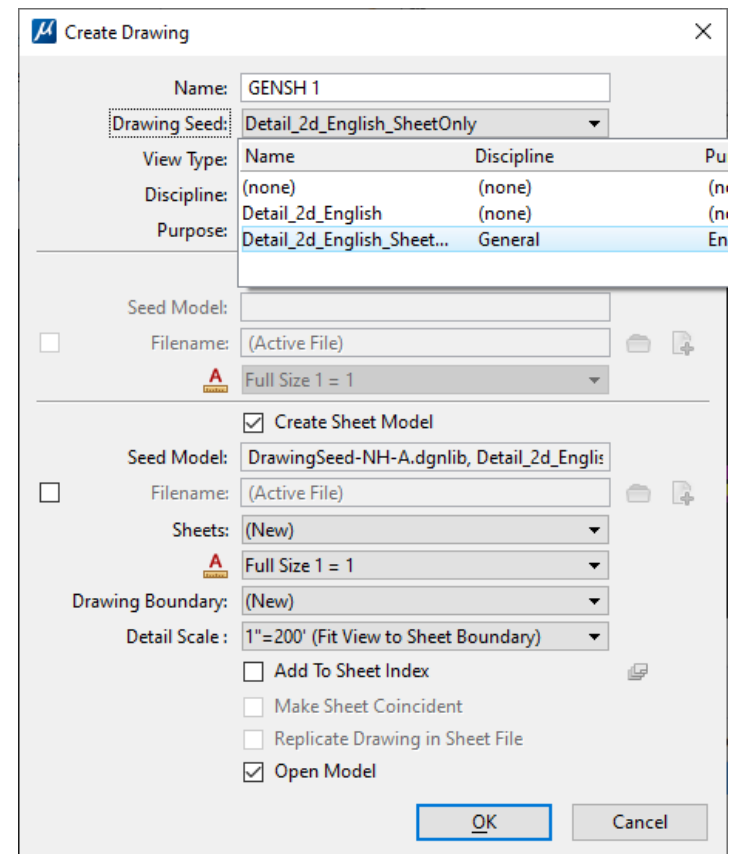 Create Drawing
Name: GENSH 1
Drawing Seed: Detail_2d_English_SheetOnly
View Type: Name Discipline Pu
Discipline: (none) (none) (n
Detail_2d_English (none) (n
Purpose: Detail_2d_English_Sheet... General En
Seed Model:
Filename: (Active File)
A Full Size 1 = 1
Create Sheet Model
Seed Model: DrawingSeed-NH-A.dgnlib, Detail_2d_Englis
Filename: (Active File)
Sheets: (New)
A Full Size 1 = 1
Drawing Boundary: (New)
Detail Scale : 1"=200' (Fit View to Sheet Boundary)
Add To Sheet Index
Make Sheet Coincident
Replicate Drawing in Sheet File
Open Model
OK Cancel